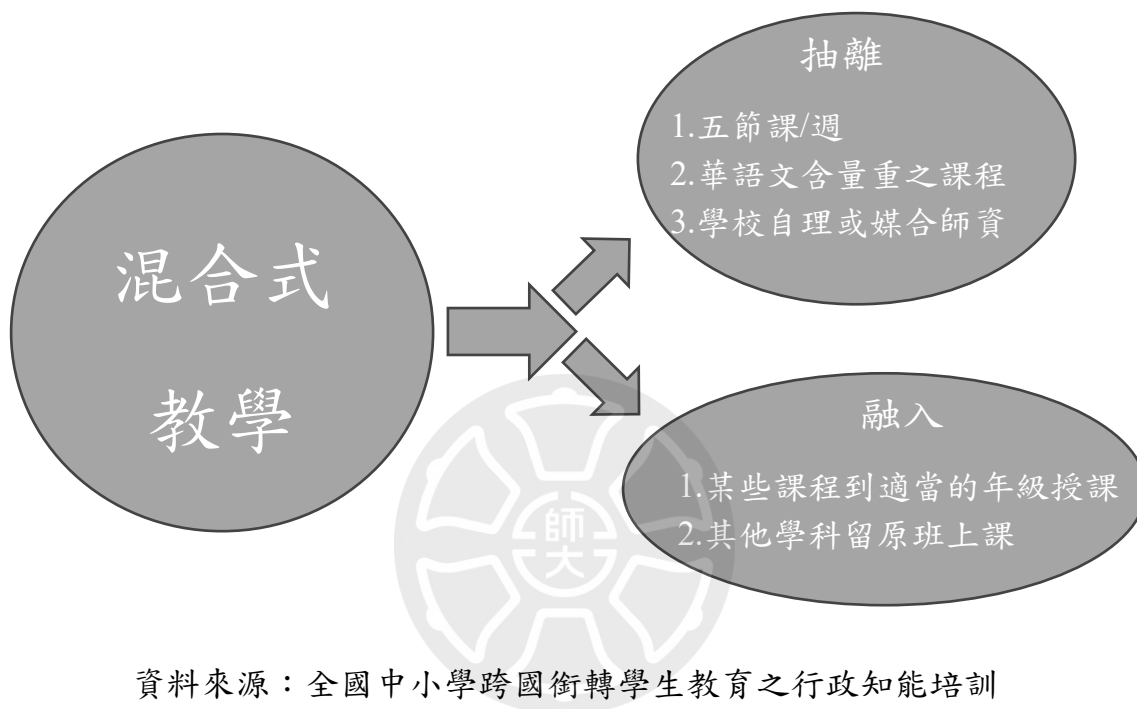 混合式
教學
抽離
1.五節課/週
2.華語文含量重之課程
3.學校自理或媒合師資
融入
1.某些課程到適當的年級授課
2.其他學科留原班上課
師大
資料來源：全國中小學跨國銜轉學生教育之行政知能培訓